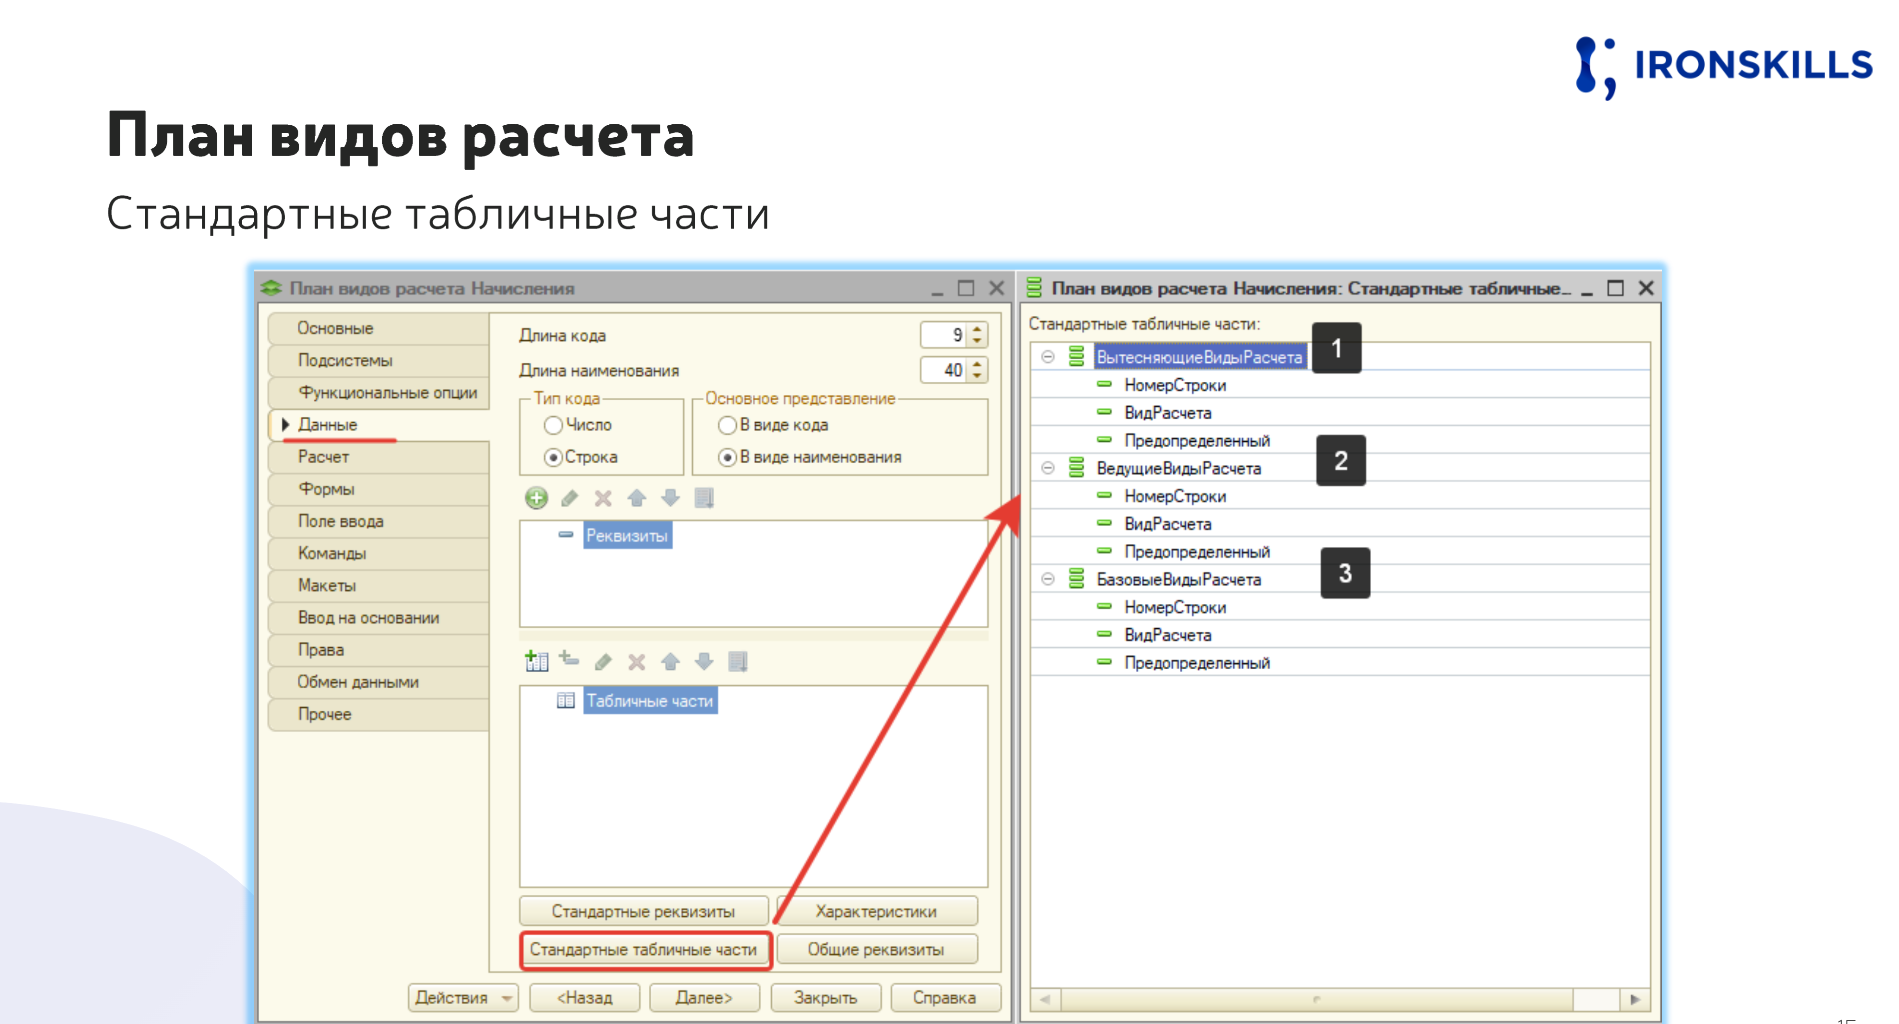 IRONSKILLS
План видов расчета
Стандартные табличные части
План видов расчета Начисления
Основные
Подсистемы
Функциональные опции
Данные
Расчет
Формы
Поле ввода
Команды
Макеты
Ввод на основании
Права
Обмен данными
Прочее
Длина кода 9
Длина наименования 40
Тип кода
Число
Строка
Основное представление
В виде кода
В виде наименования
Реквизиты
Табличные части
Стандартные реквизиты Характеристики
Стандартные табличные части Общие реквизиты
Действия <Назад Далее> Закрыть Справка
План видов расчета Начисления: Стандартные табличные...
Стандартные табличные части:
ВытесняющиеВидыРасчета 1
НомерСтроки
ВидРасчета
Предопределенный
ВедущиеВидыРасчета 2
НомерСтроки
ВидРасчета
Предопределенный
БазовыеВидыРасчета 3
НомерСтроки
ВидРасчета
Предопределенный